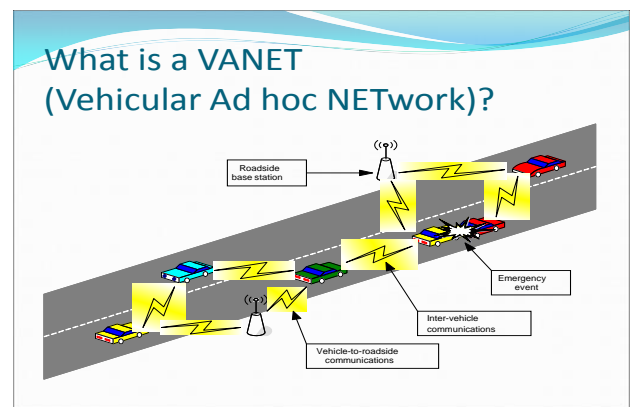 What is a VANET
(Vehicular Ad hoc NETwork)?
Roadside
base station
Emergency
event
Inter-vehicle
communications
Vehicle-to-roadside
communications